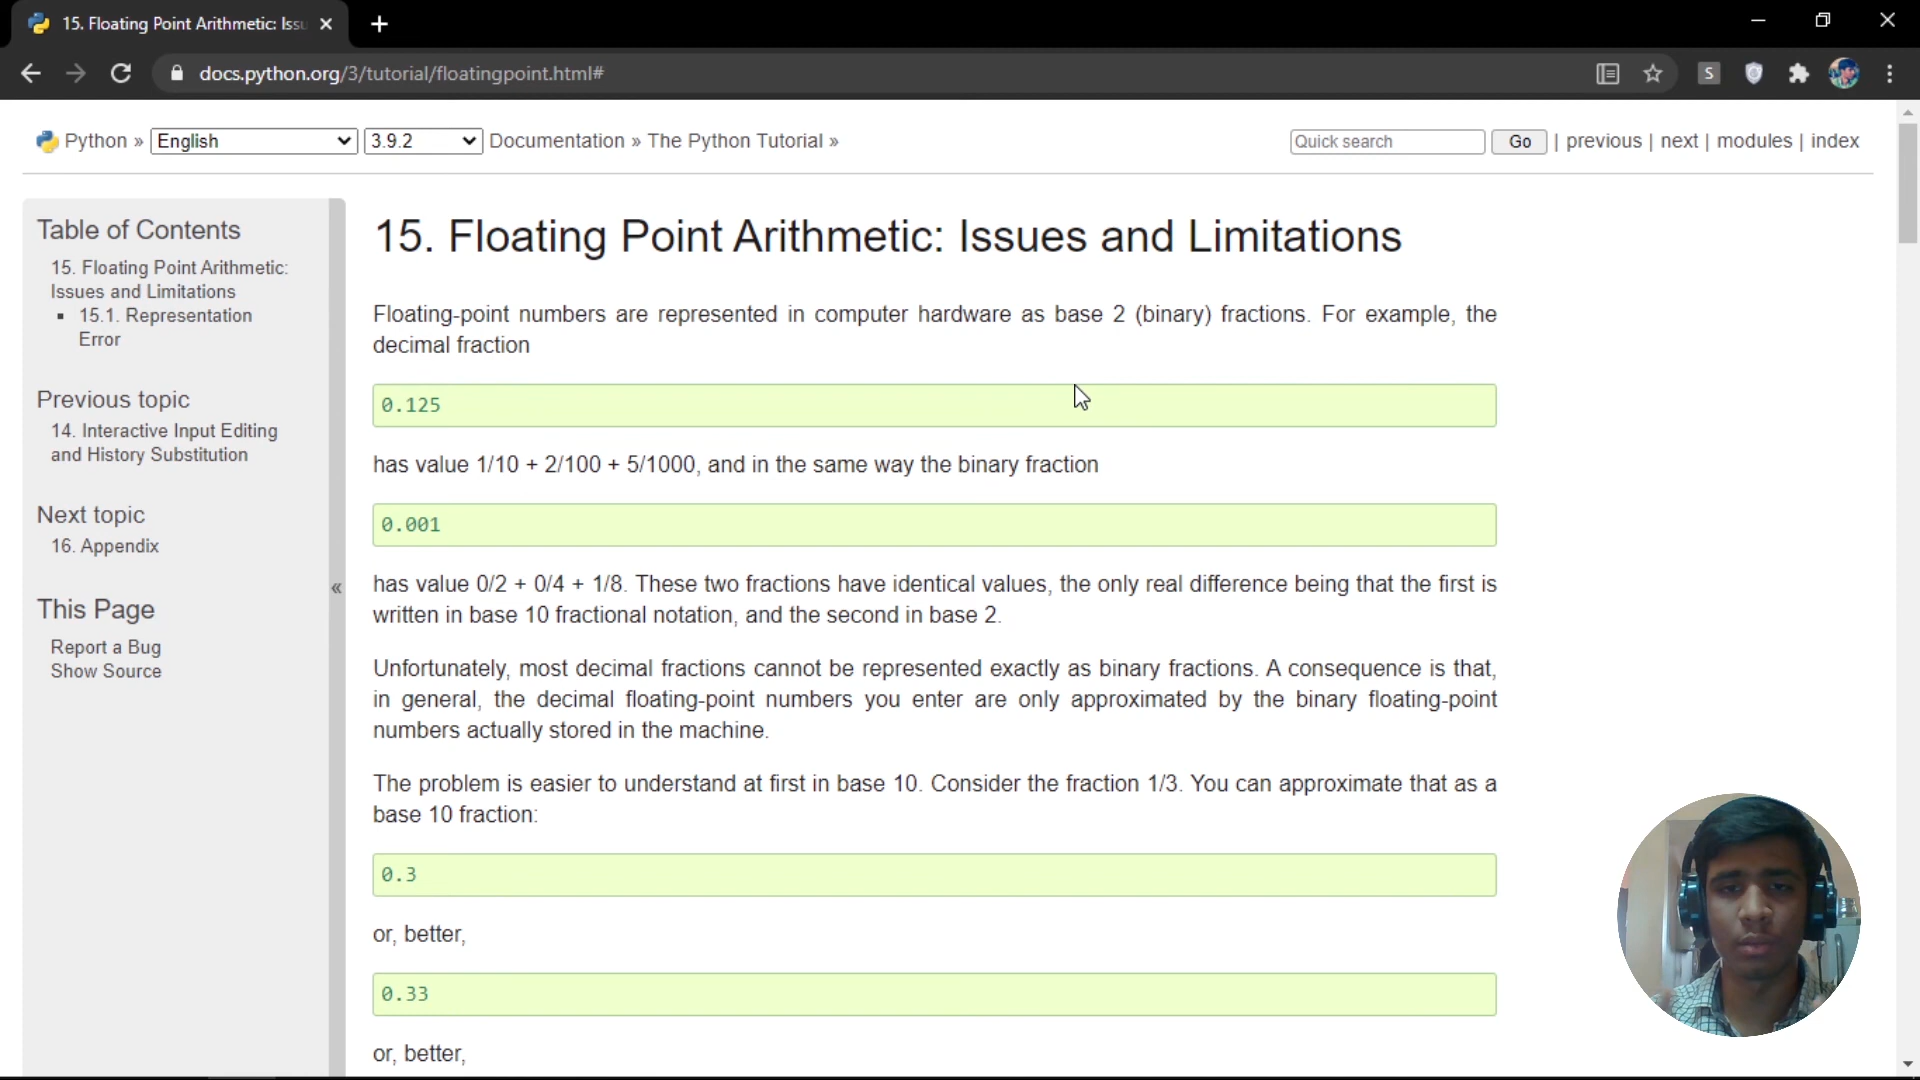 15. Floating Point Arithmetic: Issu
docs.python.org/3/tutorial/floatingpoint.html#
S
Python » English 3.9.2 Documentation » The Python Tutorial »
Quick search Go | previous | next | modules | index
Table of Contents
15. Floating Point Arithmetic:
Issues and Limitations
▪ 15.1. Representation
Error
Previous topic
14. Interactive Input Editing
and History Substitution
Next topic
16. Appendix
This Page
Report a Bug
Show Source
«
15. Floating Point Arithmetic: Issues and Limitations
Floating-point numbers are represented in computer hardware as base 2 (binary) fractions. For example, the
decimal fraction
0.125
has value 1/10 + 2/100 + 5/1000, and in the same way the binary fraction
0.001
has value 0/2 + 0/4 + 1/8. These two fractions have identical values, the only real difference being that the first is
written in base 10 fractional notation, and the second in base 2.
Unfortunately, most decimal fractions cannot be represented exactly as binary fractions. A consequence is that,
in general, the decimal floating-point numbers you enter are only approximated by the binary floating-point
numbers actually stored in the machine.
The problem is easier to understand at first in base 10. Consider the fraction 1/3. You can approximate that as a
base 10 fraction:
0.3
or, better,
0.33
or, better,